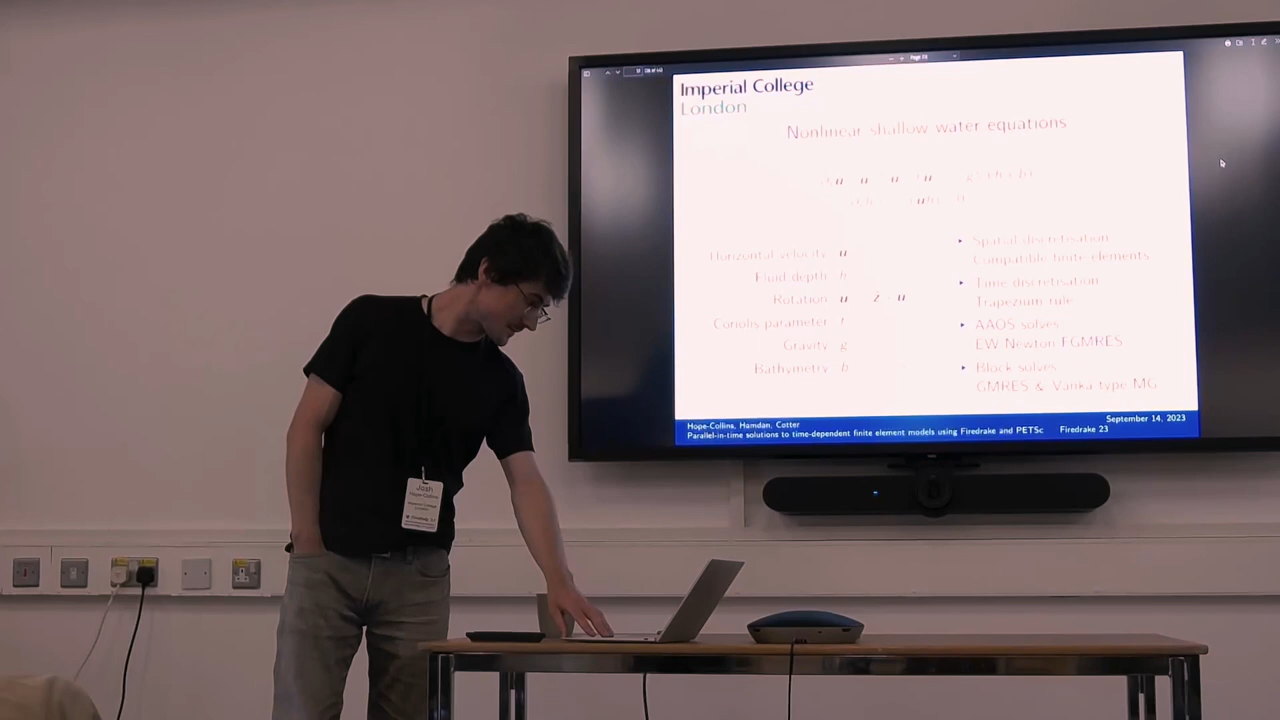 Imperial College
London
Nonlinear shallow water equations
Horizontal velocity u
Fluid depth h
Rotation u ẑ u
Coriolis parameter f
Gravity g
Bathymetry b
Spatial discretisation
Compatible finite elements
Time discretisation
Trapezium rule
AAOS solves
EW Newton FGMRES
Block solves
GMRES & Vanka type MG
Hope-Collins, Hamdan, Cotter
September 14, 2023
Parallel-in-time solutions to time-dependent finite element models using Firedrake and PETSc Firedrake 23
Josh
Hope-Collins